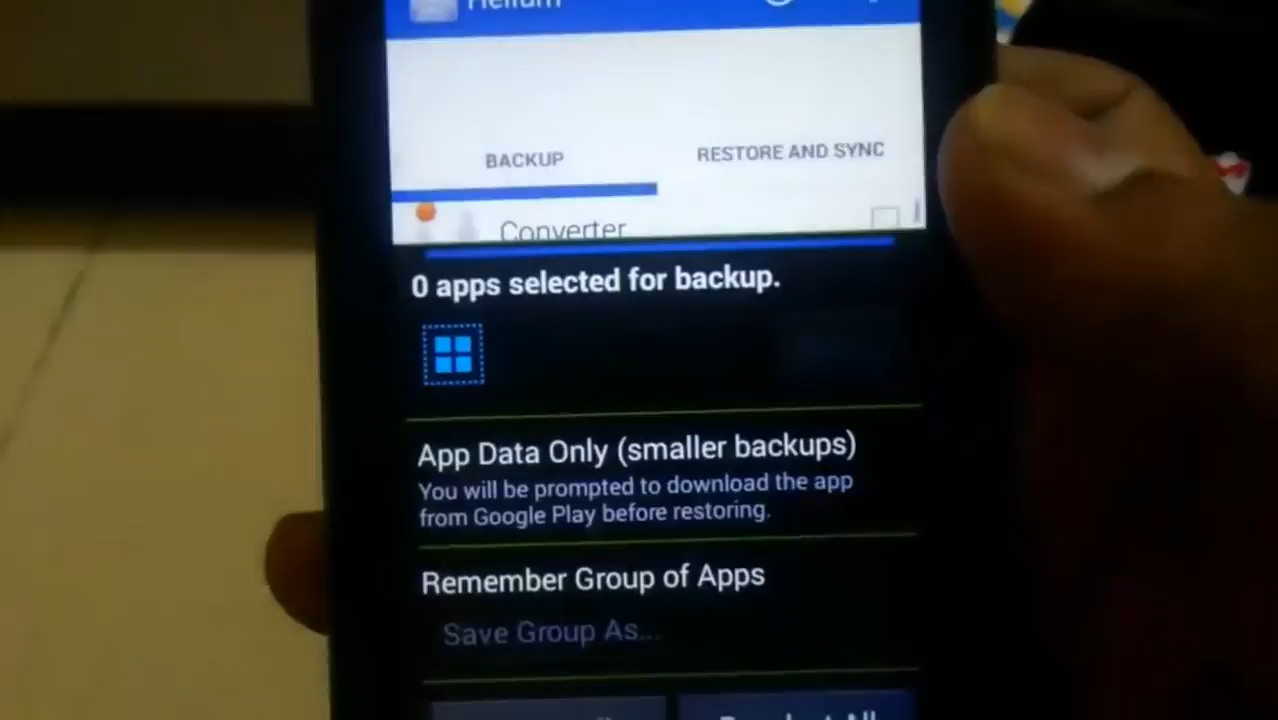 Helium
BACKUP
RESTORE AND SYNC
Converter
0 apps selected for backup.
App Data Only (smaller backups)
You will be prompted to download the app
from Google Play before restoring.
Remember Group of Apps
Save Group As...